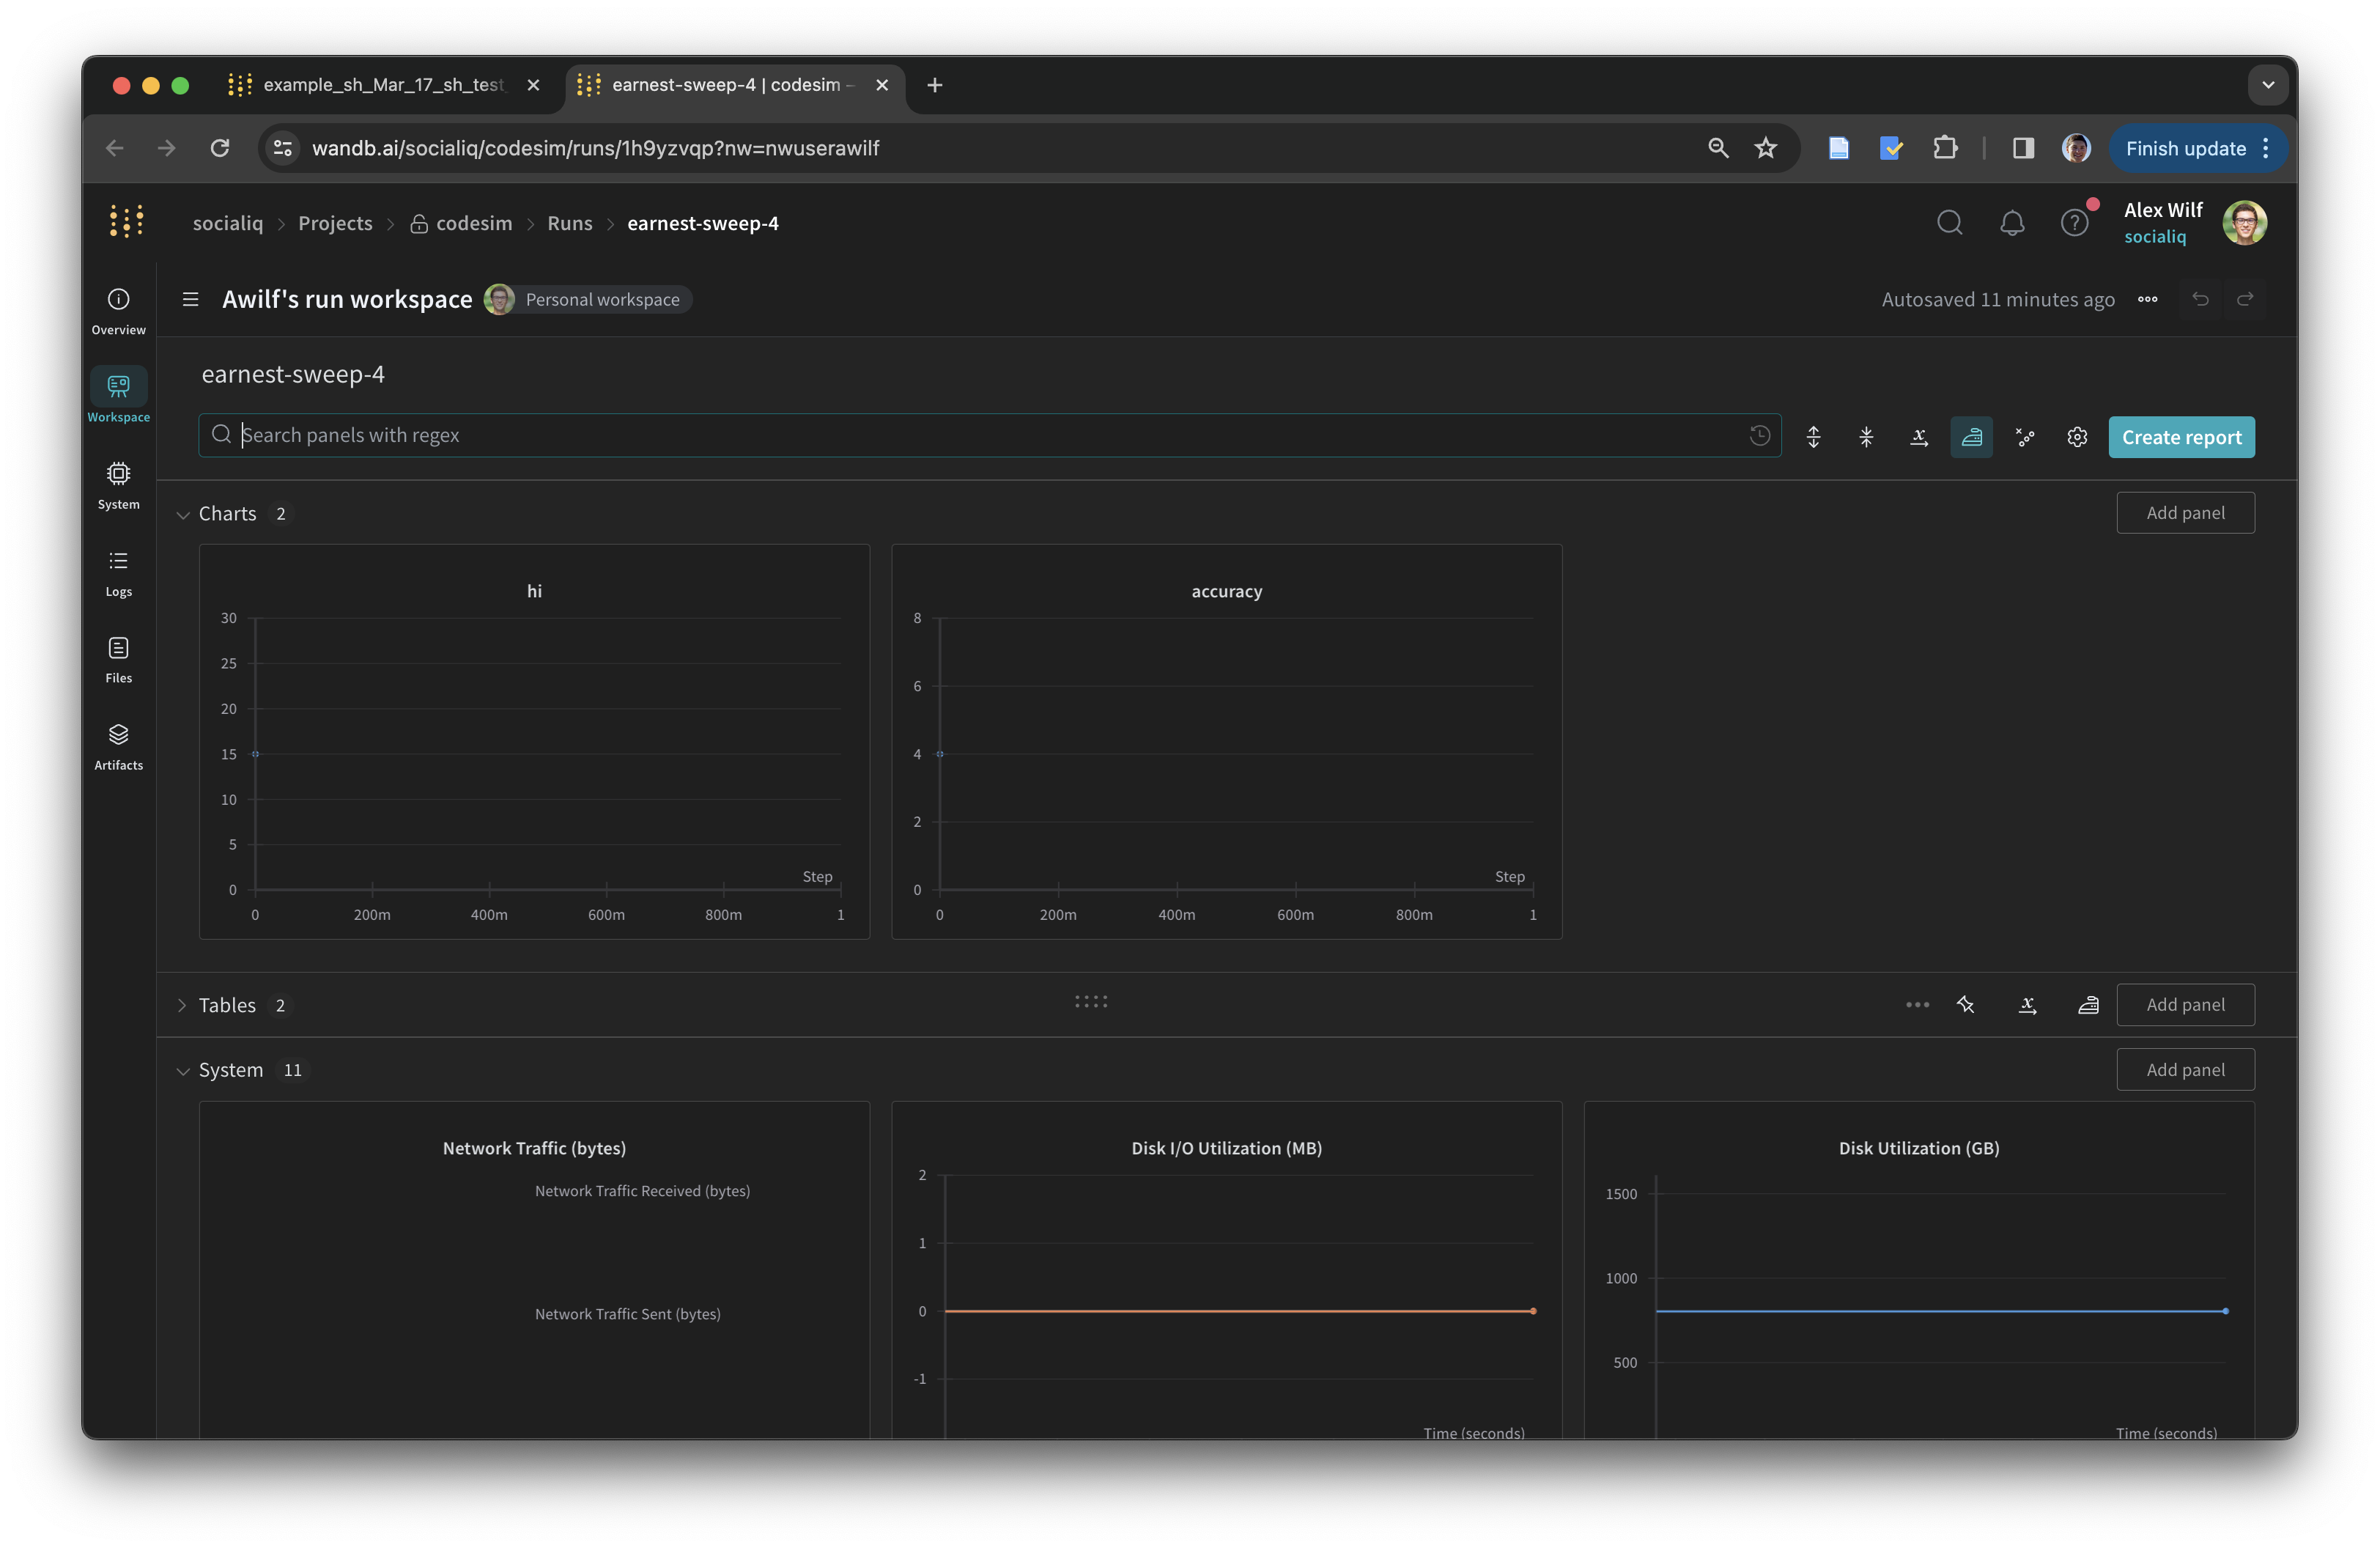 example_sh_Mar_17_sh_test_
earnest-sweep-4 | codesim –
wandb.ai/socialiq/codesim/runs/1h9yzvqp?nw=nwuserawilf
Finish update
socialiq > Projects > codesim > Runs > earnest-sweep-4
Alex Wilf
socialiq
Awilf's run workspace
Personal workspace
Autosaved 11 minutes ago
Overview
Workspace
System
Logs
Files
Artifacts
earnest-sweep-4
Search panels with regex
Create report
Charts 2
Add panel
hi
30
25
20
15
10
5
0
Step
0 200m 400m 600m 800m 1
accuracy
8
6
4
2
0
Step
0 200m 400m 600m 800m 1
Tables 2
Add panel
System 11
Add panel
Network Traffic (bytes)
Network Traffic Received (bytes)
Network Traffic Sent (bytes)
Disk I/O Utilization (MB)
2
1
0
-1
Time (seconds)
Disk Utilization (GB)
1500
1000
500
Time (seconds)